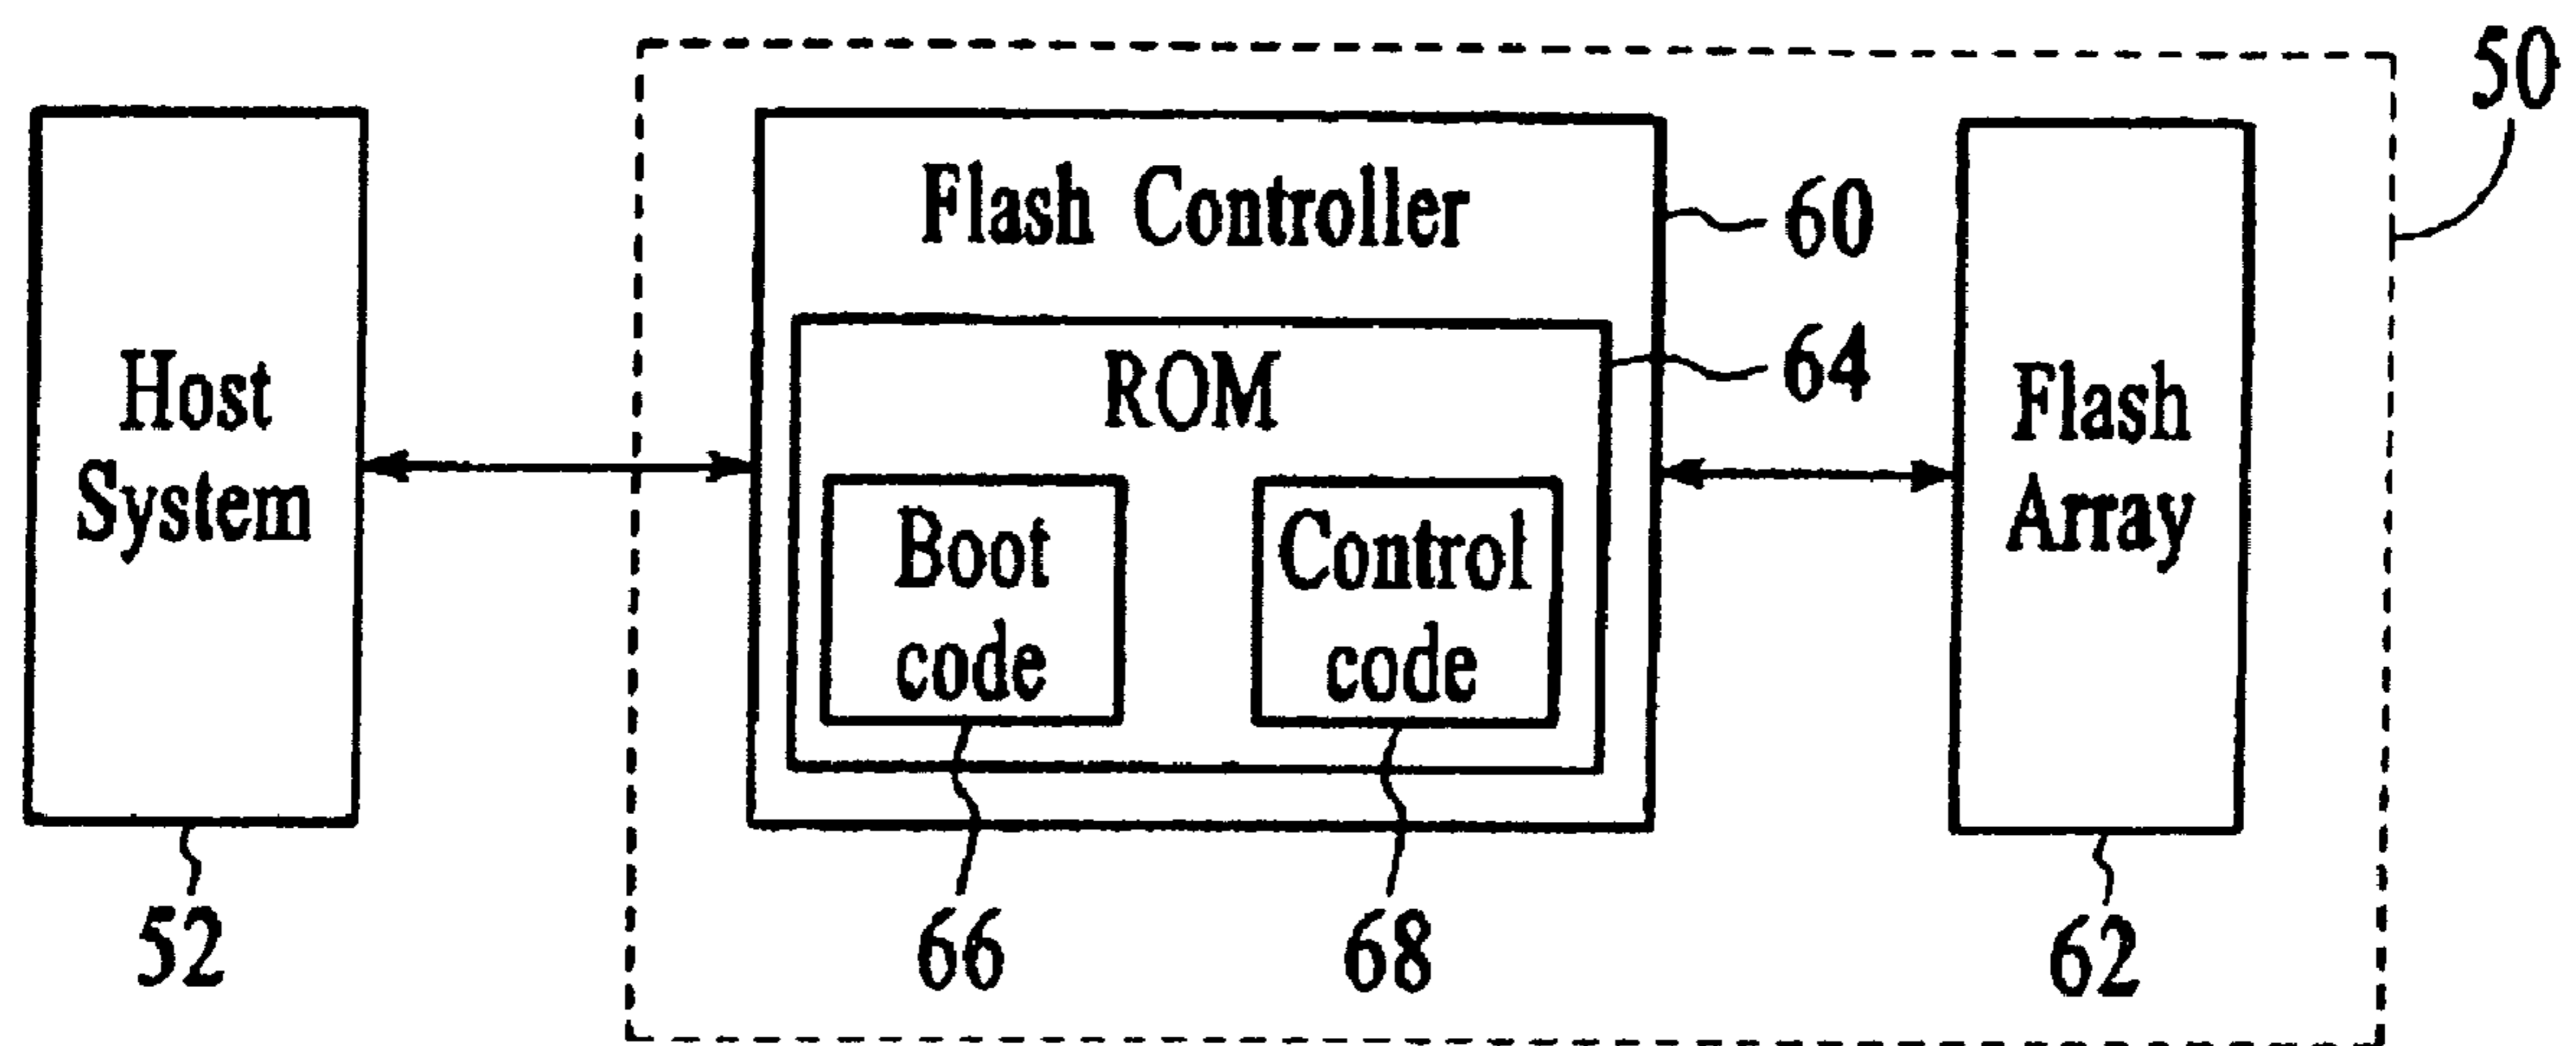 50
Flash Controller
60
64
ROM
Host
System
Flash
Array
Boot
code
Control
code
52
66
68
62